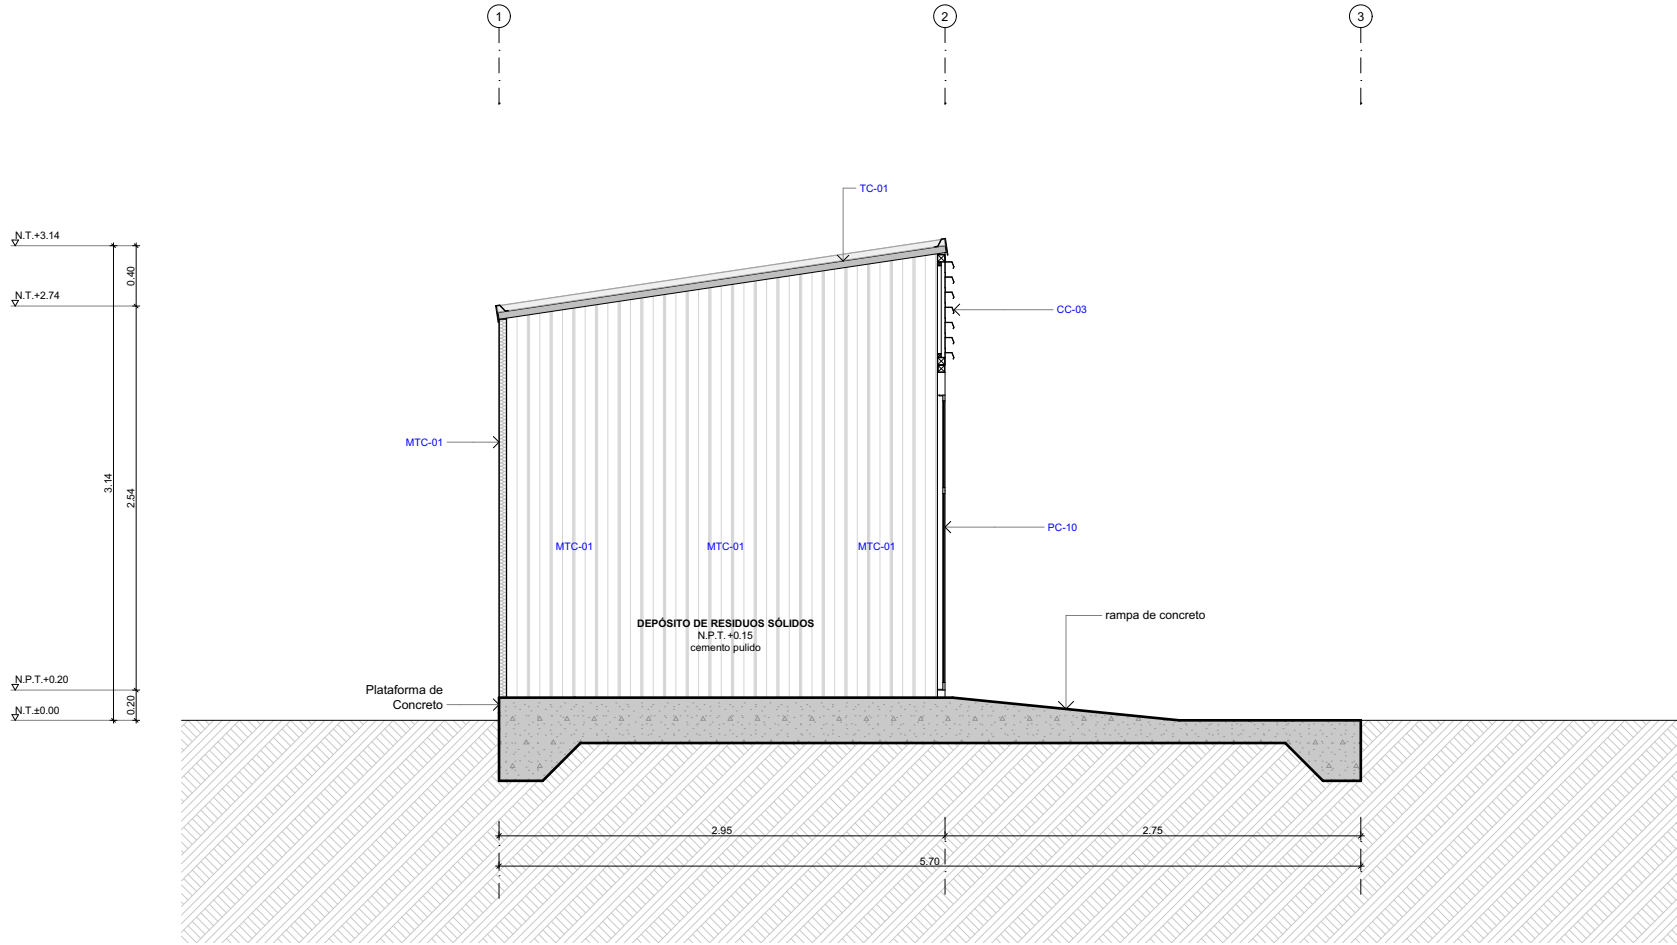 1
2
3
TC-01
N.T.+3.14
0.40
N.T.+2.74
CC-03
MTC-01
3.14
2.54
PC-10
MTC-01
MTC-01
MTC-01
rampa de concreto
DEPÓSITO DE RESIDUOS SÓLIDOS
N.P.T. +0.15
cemento pulido
N.P.T.+0.20
Plataforma de
Concreto
0.20
N.T.±0.00
2.95
2.75
5.70